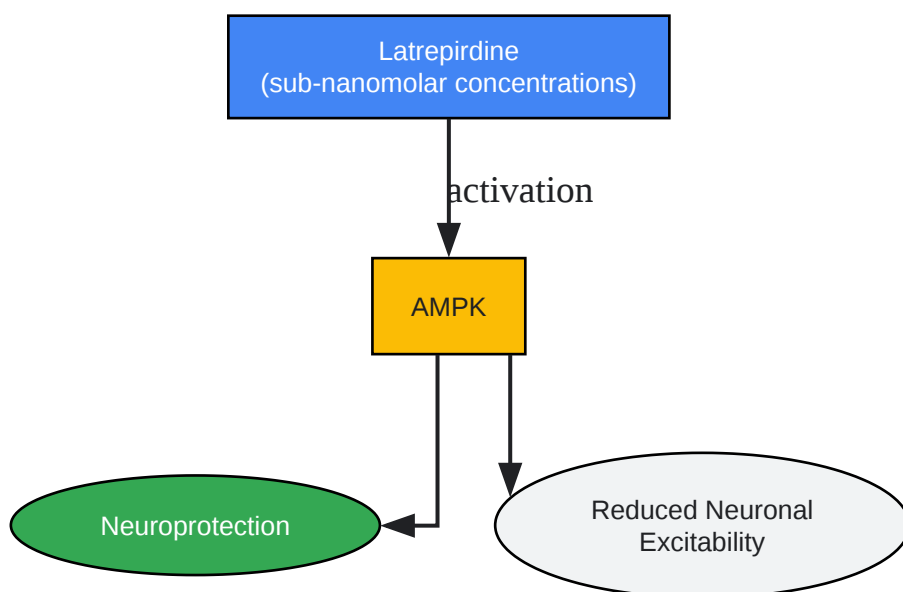 Latrepirdine
(sub-nanomolar concentrations)
activation
AMPK
Neuroprotection
Reduced Neuronal
Excitability